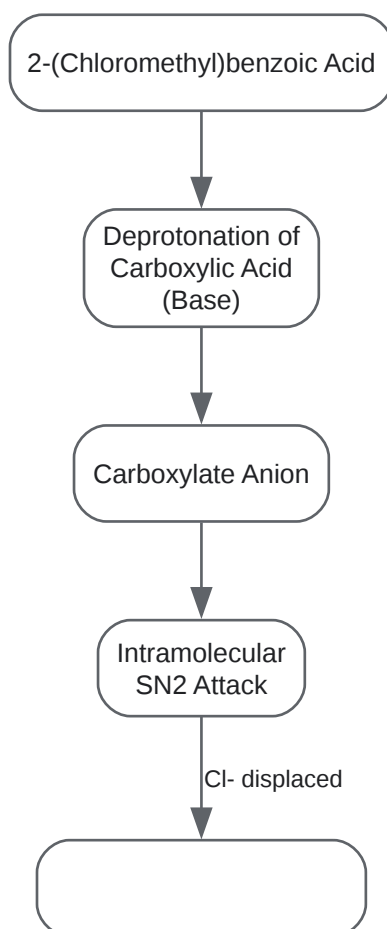 2-(Chloromethyl)benzoic Acid
Deprotonation of
Carboxylic Acid
(Base)
Carboxylate Anion
Intramolecular
SN2 Attack
Cl- displaced